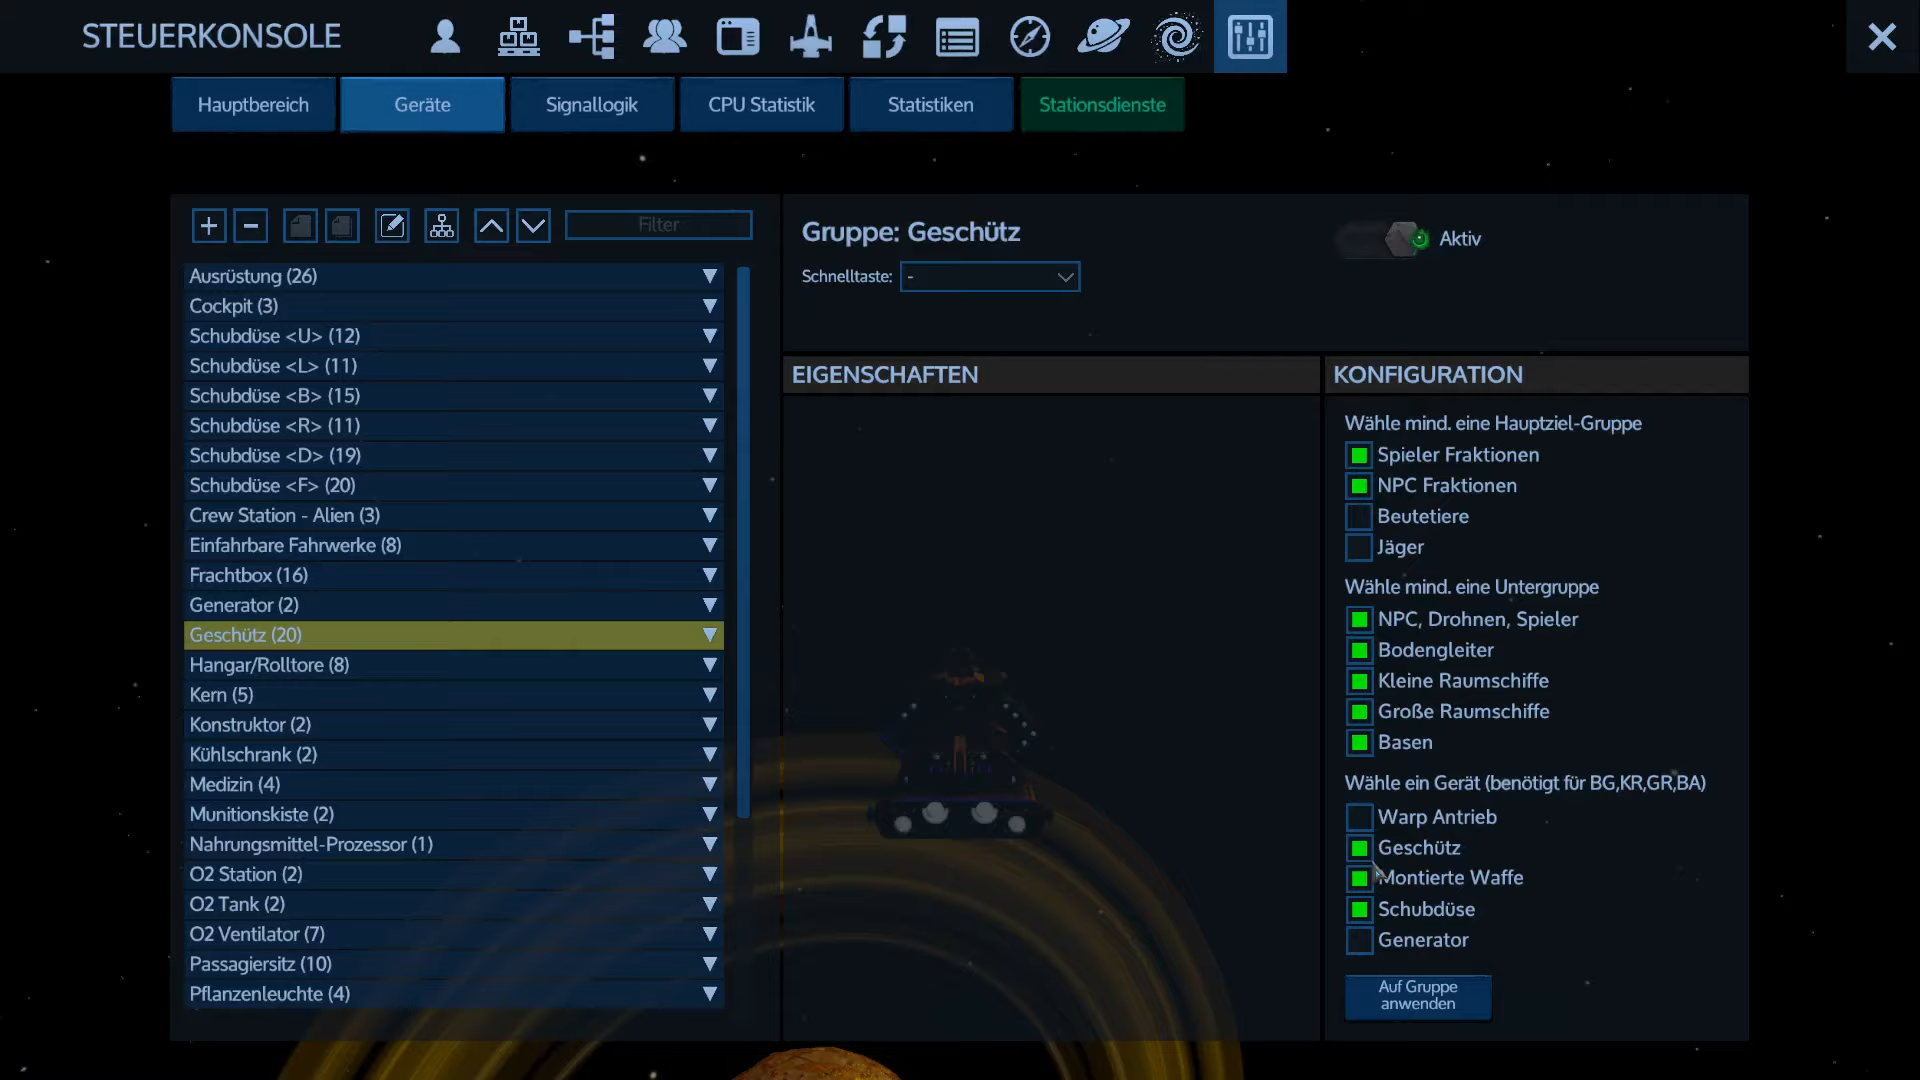 STEUERKONSOLE
Hauptbereich
Geräte
Signallogik
CPU Statistik
Statistiken
Stationsdienste
Filter
Ausrüstung (26)
Cockpit (3)
Schubdüse <U> (12)
Schubdüse <L> (11)
Schubdüse <B> (15)
Schubdüse <R> (11)
Schubdüse <D> (19)
Schubdüse <F> (20)
Crew Station - Alien (3)
Einfahrbare Fahrwerke (8)
Frachtbox (16)
Generator (2)
Geschütz (20)
Hangar/Rolltore (8)
Kern (5)
Konstruktor (2)
Kühlschrank (2)
Medizin (4)
Munitionskiste (2)
Nahrungsmittel-Prozessor (1)
O2 Station (2)
O2 Tank (2)
O2 Ventilator (7)
Passagiersitz (10)
Pflanzenleuchte (4)
Gruppe: Geschütz
Aktiv
Schnelltaste: -
EIGENSCHAFTEN
KONFIGURATION
Wähle mind. eine Hauptziel-Gruppe
Spieler Fraktionen
NPC Fraktionen
Beutetiere
Jäger
Wähle mind. eine Untergruppe
NPC, Drohnen, Spieler
Bodengleiter
Kleine Raumschiffe
Große Raumschiffe
Basen
Wähle ein Gerät (benötigt für BG,KR,GR,BA)
Warp Antrieb
Geschütz
Montierte Waffe
Schubdüse
Generator
Auf Gruppe
anwenden